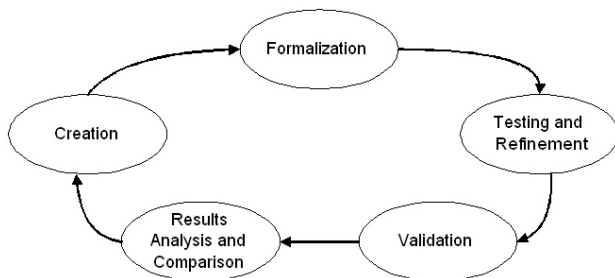 Formalization
Testing and
Refinement
Validation
Results
Analysis and
Comparison
Creation